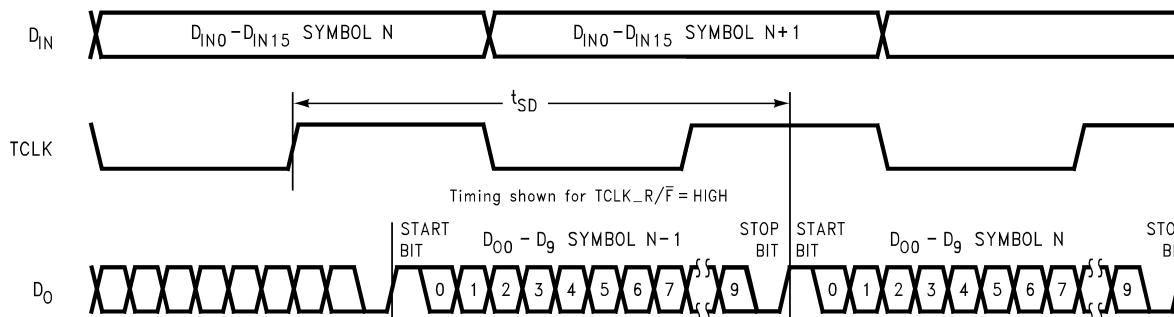 D_IN
D_IN0 – D_IN15 SYMBOL N
D_IN0 – D_IN15 SYMBOL N+1
t_SD
TCLK
Timing shown for TCLK_R/F̅ = HIGH
START BIT
D_O0 – D_9 SYMBOL N-1
STOP BIT
START BIT
D_O0 – D_9 SYMBOL N
STO
BI
D_O
0 1 2 3 4 5 6 7 9
0 1 2 3 4 5 6 7 9